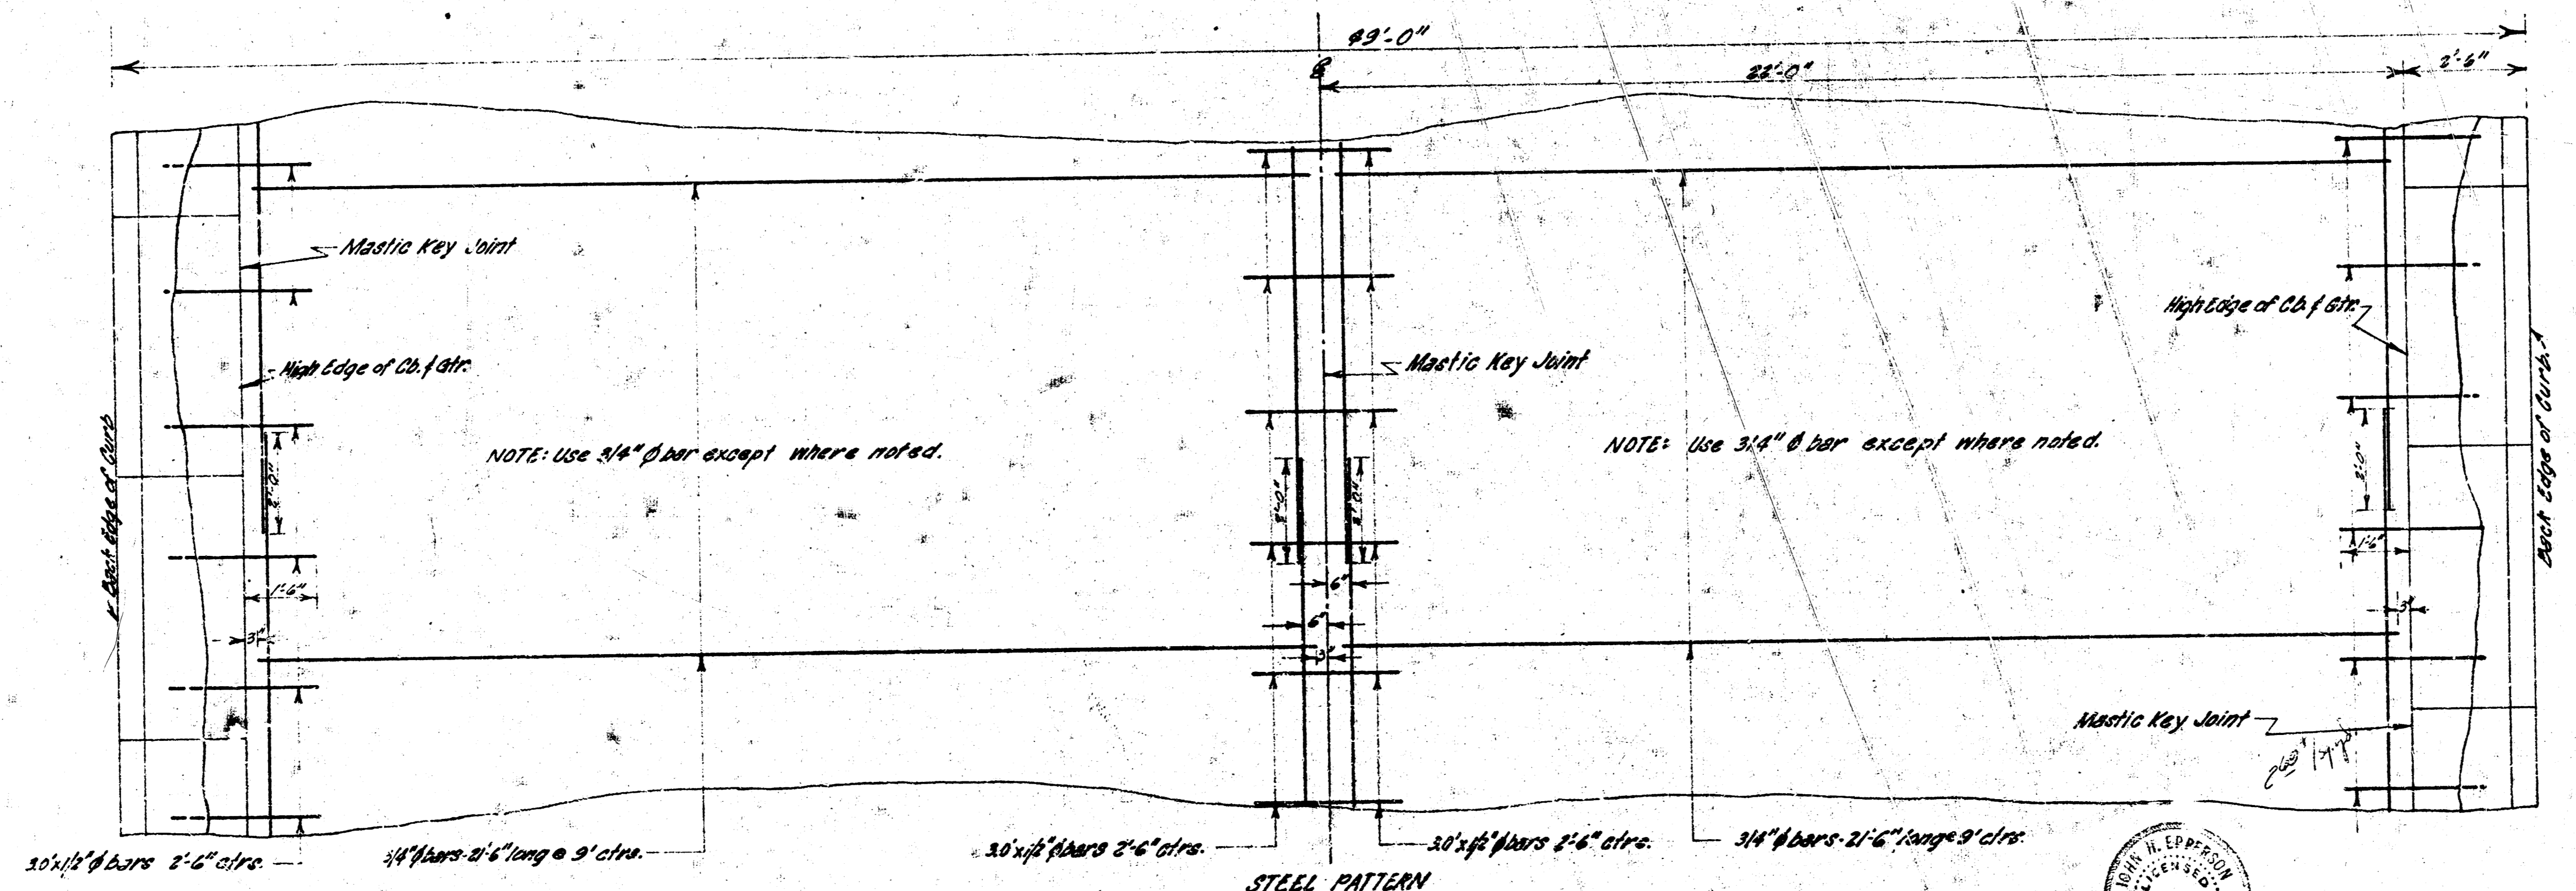 49'-0"
22'-0"
2'-6"
Mastic Key Joint
High Edge of Cb. & Gtr.
Back Edge of Curb
NOTE: Use 3/4" ϕ bar except where noted.
2'-0"
1'-6"
3"
Mastic Key Joint
2'-0"
2'-0"
6"
6"
3"
High Edge of Cb. & Gtr.
NOTE: Use 3/4" ϕ bar except where noted.
2'-0"
1'-6"
3"
Back Edge of Curb
Mastic Key Joint
3.0'x1/2" ϕ bars 2'-6" ctrs.
3/4" ϕ bars-21'-6" long @ 9' ctrs.
3.0'x1/2" ϕ bars 2'-6" ctrs.
3.0'x1/2" ϕ bars 2'-6" ctrs.
3/4" ϕ bars-21'-6" long @ 9' ctrs.
STEEL PATTERN
JOHN H. EPPERSON
LICENSED